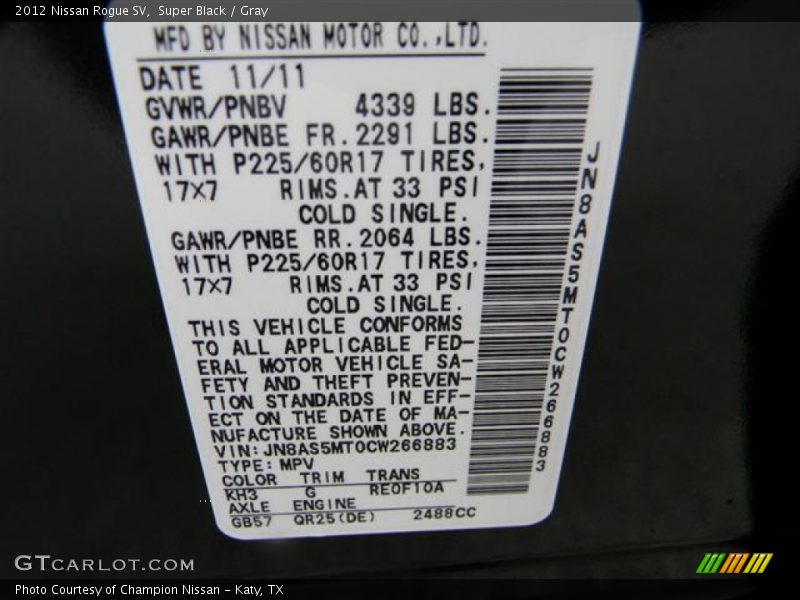 2012 Nissan Rogue SV, Super Black / Gray
MFD BY NISSAN MOTOR CO.,LTD.
DATE 11/11
GVWR/PNBV 4339 LBS.
GAWR/PNBE FR.2291 LBS.
WITH P225/60R17 TIRES,
17X7 RIMS.AT 33 PSI
COLD SINGLE.
GAWR/PNBE RR.2064 LBS.
WITH P225/60R17 TIRES,
17X7 RIMS.AT 33 PSI
COLD SINGLE.
THIS VEHICLE CONFORMS
TO ALL APPLICABLE FED-
ERAL MOTOR VEHICLE SA-
FETY AND THEFT PREVEN-
TION STANDARDS IN EFF-
ECT ON THE DATE OF MA-
NUFACTURE SHOWN ABOVE.
VIN:JN8AS5MT0CW266883
TYPE:MPV
COLOR TRIM TRANS
KH3 G RE0F10A
AXLE ENGINE
GB57 QR25(DE) 2488CC
JN8AS5MT0CW266883
GTCARLOT.COM
Photo Courtesy of Champion Nissan - Katy, TX